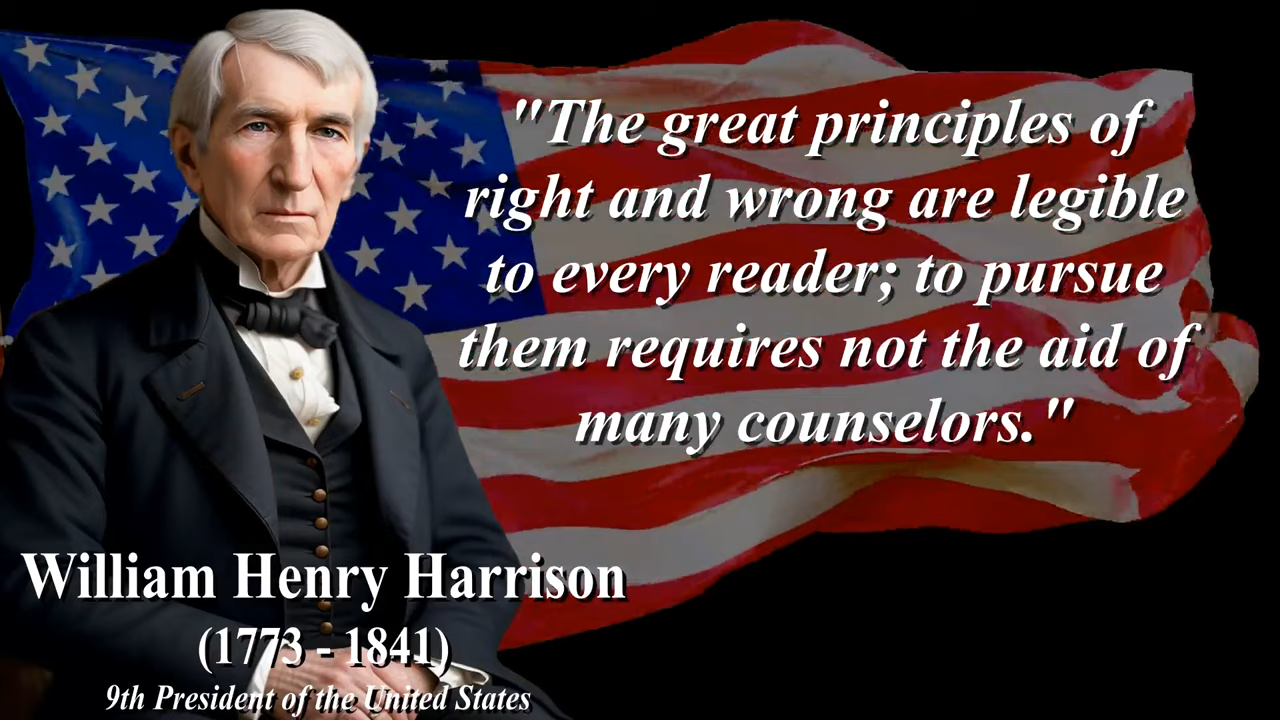 "The great principles of
right and wrong are legible
to every reader; to pursue
them requires not the aid of
many counselors."
William Henry Harrison
(1773 - 1841)
9th President of the United States